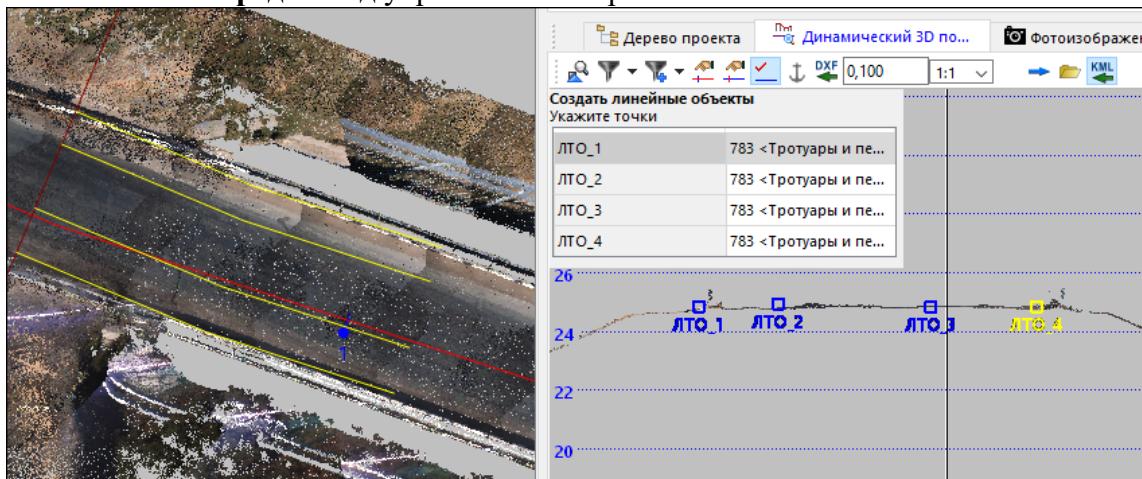 Дерево проекта
Динамический 3D по...
Фотоизображен
DXF
0,100
1:1
KML
Создать линейные объекты
Укажите точки
ЛТО_1 783 <Тротуары и пе...
ЛТО_2 783 <Тротуары и пе...
ЛТО_3 783 <Тротуары и пе...
ЛТО_4 783 <Тротуары и пе...
26
ЛТО_1 ЛТО_2 ЛТО_3 ЛТО_4
24
1
22
20